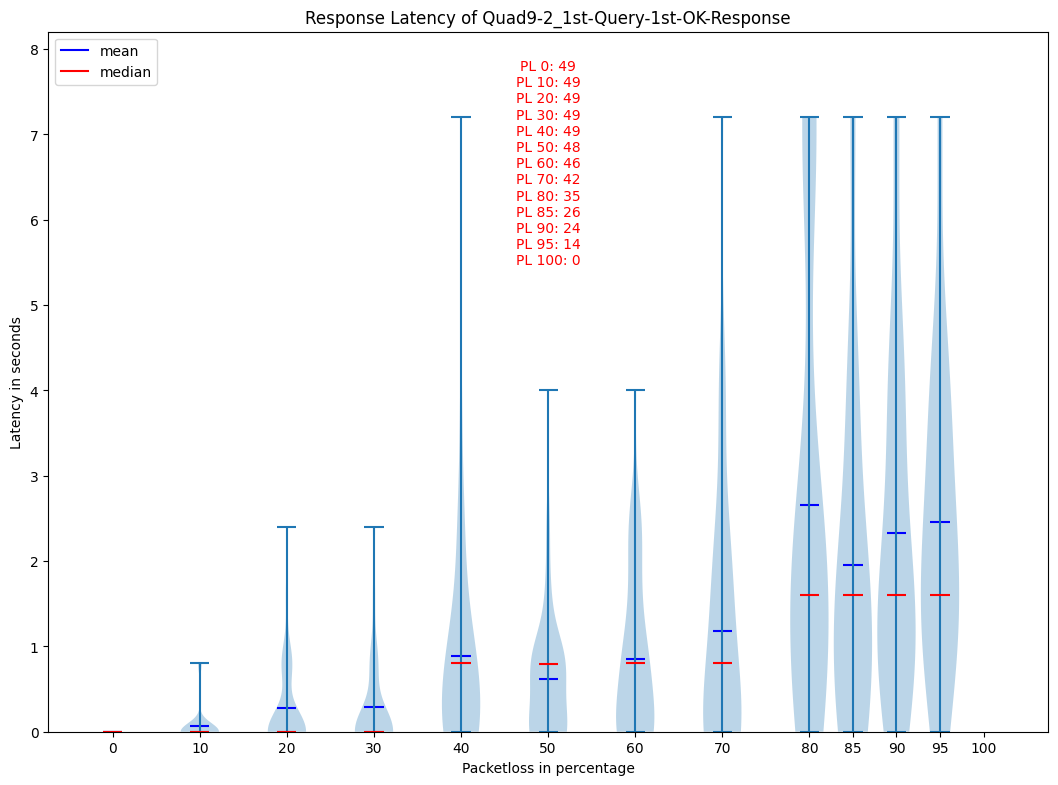 Response Latency of Quad9-2_1st-Query-1st-OK-Response
mean
median
PL 0: 49
PL 10: 49
PL 20: 49
PL 30: 49
PL 40: 49
PL 50: 48
PL 60: 46
PL 70: 42
PL 80: 35
PL 85: 26
PL 90: 24
PL 95: 14
PL 100: 0
Latency in seconds
8
7
6
5
4
3
2
1
0
0 10 20 30 40 50 60 70 80 85 90 95 100
Packetloss in percentage